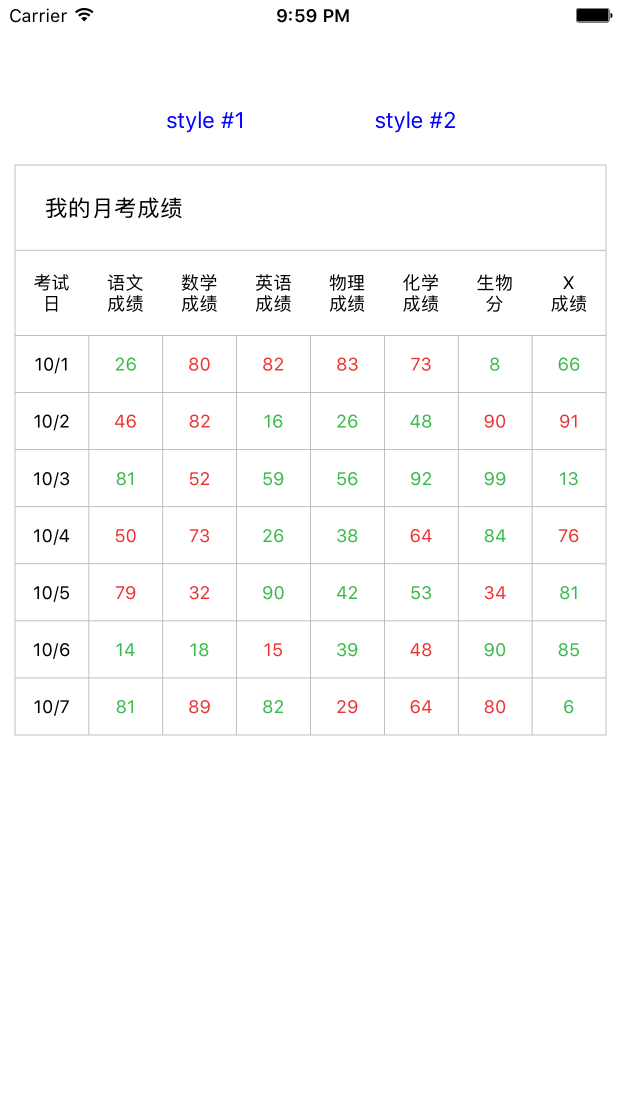 Carrier 9:59 PM
style #1 style #2
我的月考成绩
考试日 语文成绩 数学成绩 英语成绩 物理成绩 化学成绩 生物分 X成绩
10/1 26 80 82 83 73 8 66
10/2 46 82 16 26 48 90 91
10/3 81 52 59 56 92 99 13
10/4 50 73 26 38 64 84 76
10/5 79 32 90 42 53 34 81
10/6 14 18 15 39 48 90 85
10/7 81 89 82 29 64 80 6